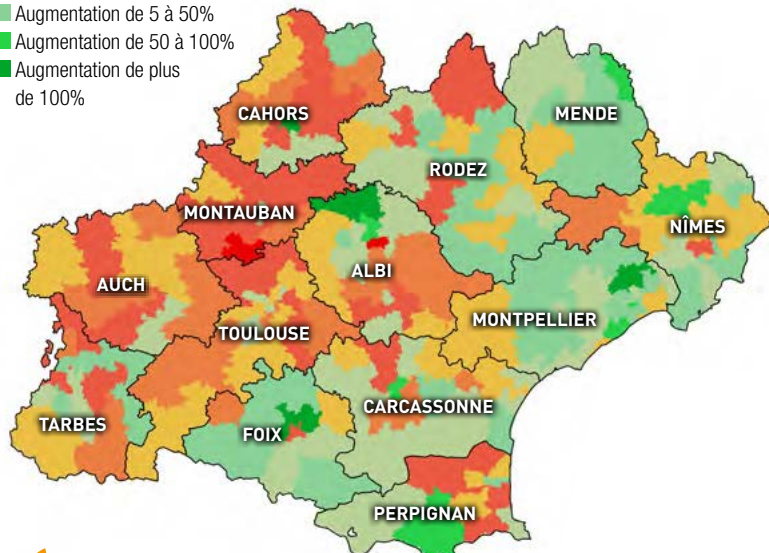 Augmentation de 5 à 50%
Augmentation de 50 à 100%
Augmentation de plus
de 100%
CAHORS
MENDE
RODEZ
MONTAUBAN
NÎMES
ALBI
AUCH
MONTPELLIER
TOULOUSE
CARCASSONNE
TARBES
FOIX
PERPIGNAN